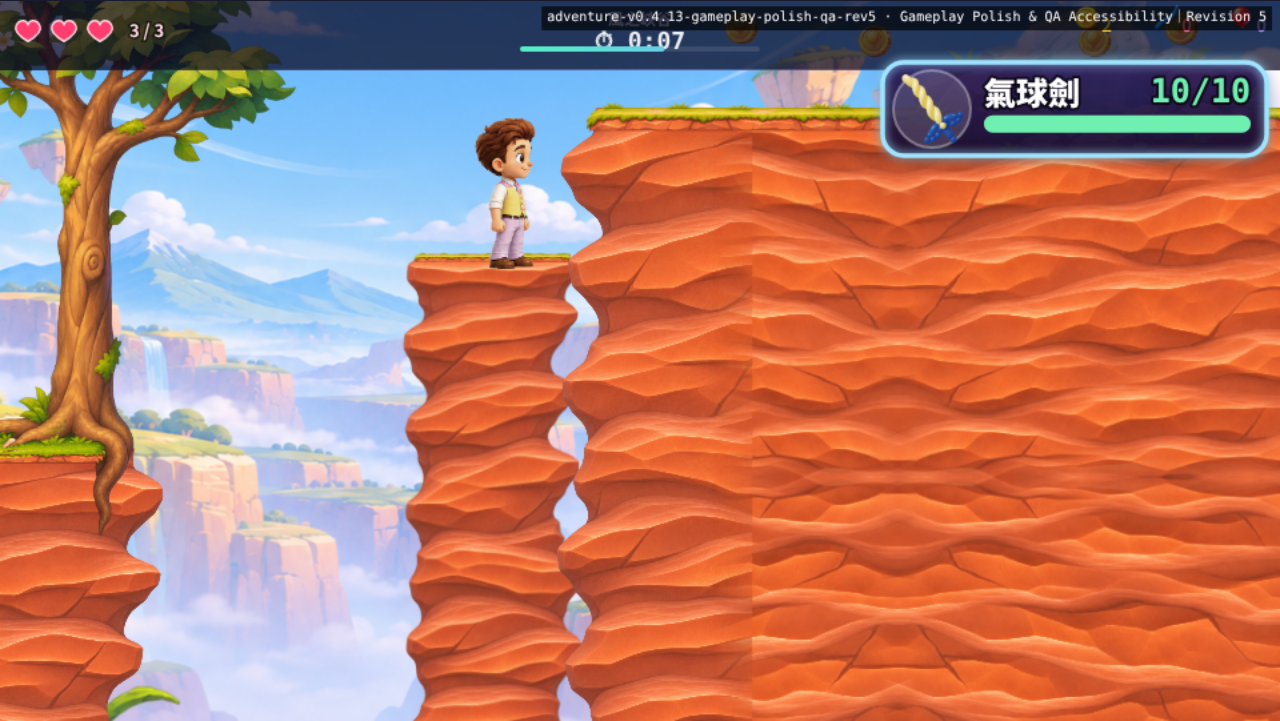 adventure-v0.4.13-gameplay-polish-qa-rev5 · Gameplay Polish & QA Accessibility | Revision 5
3/3
0:07
氣球劍 10/10